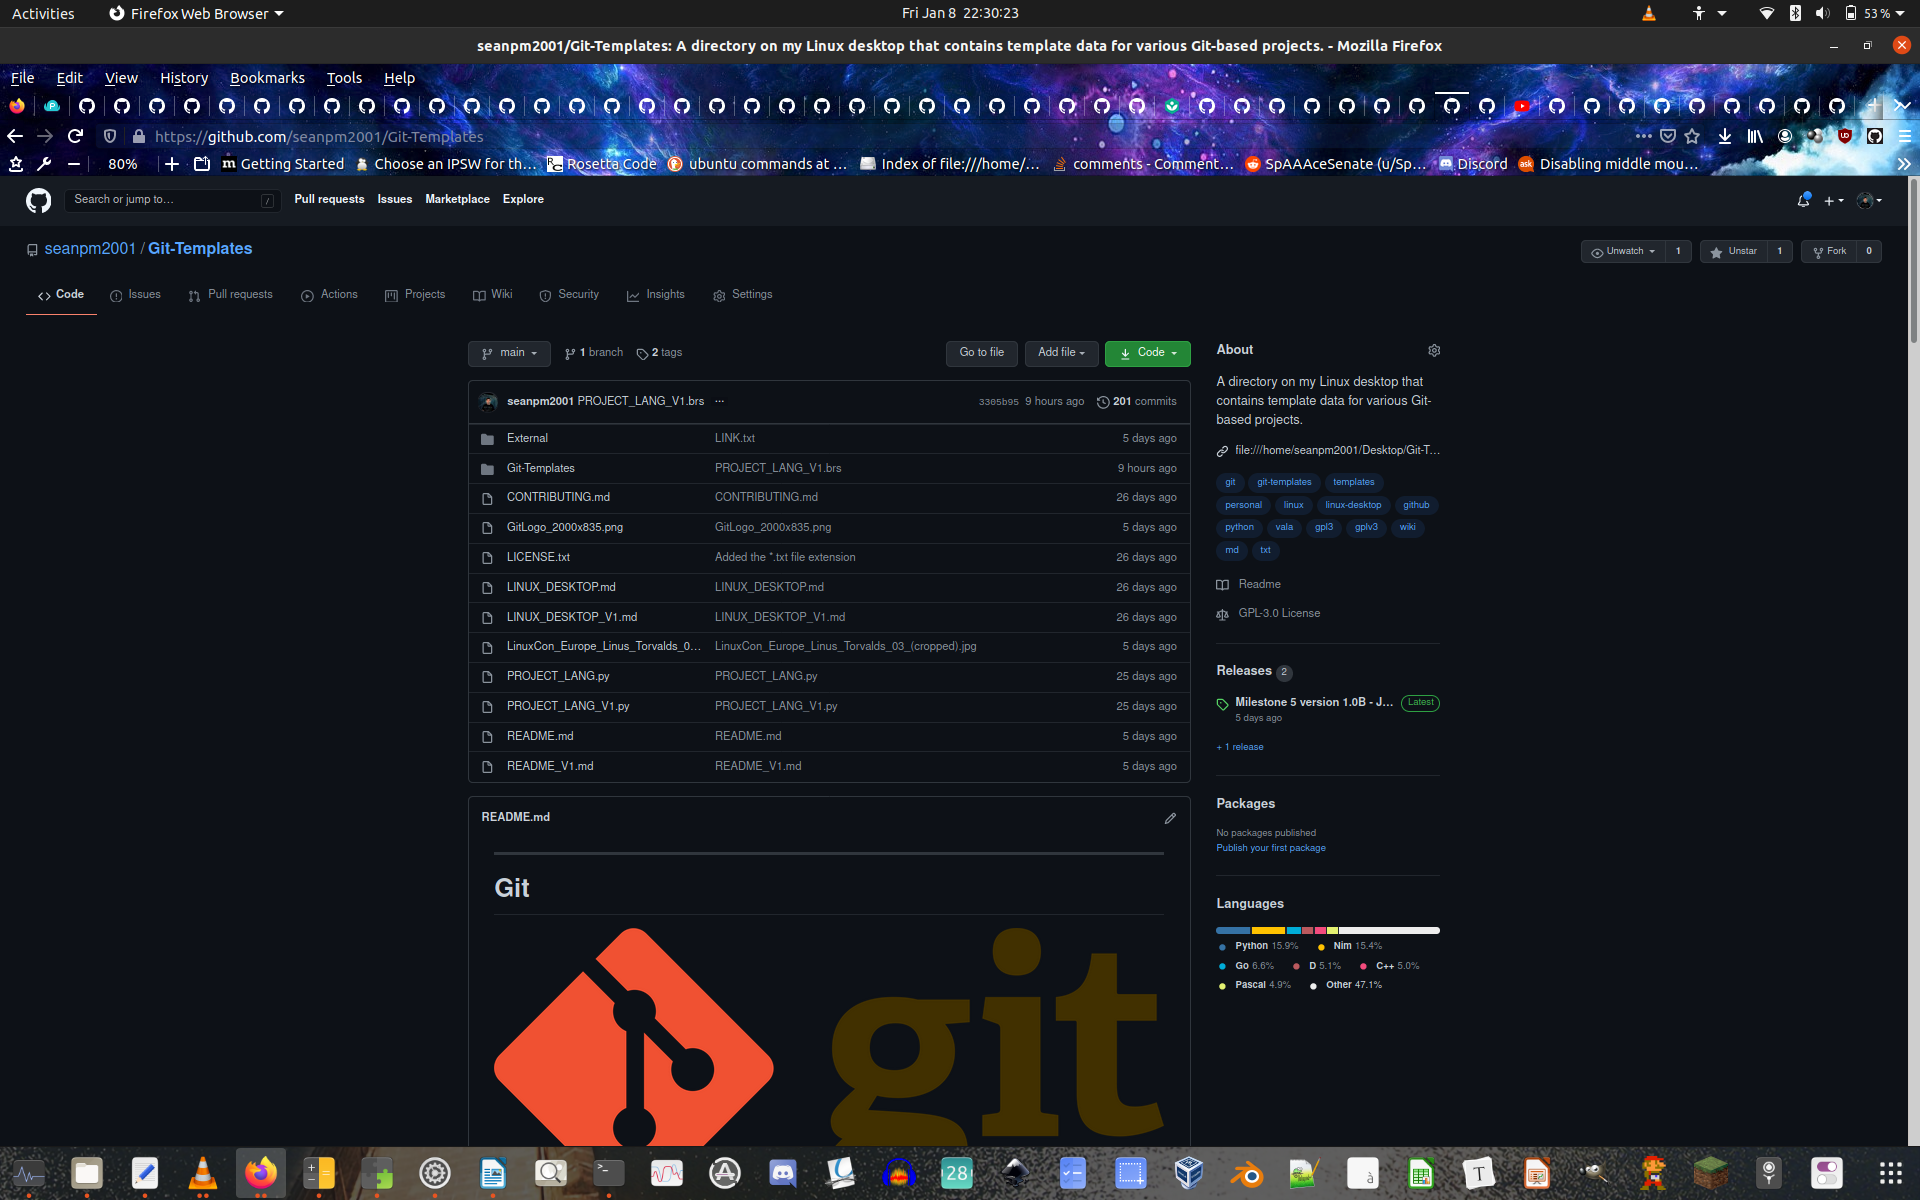 Activities
Firefox Web Browser
Fri Jan 8 22:30:23
53 %
seanpm2001/Git-Templates: A directory on my Linux desktop that contains template data for various Git-based projects. - Mozilla Firefox
File Edit View History Bookmarks Tools Help
https://github.com/seanpm2001/Git-Templates
80%
Getting Started
Choose an IPSW for th…
Rosetta Code
ubuntu commands at …
Index of file:///home/…
comments - Comment…
SpAAAceSenate (u/Sp…
Discord
Disabling middle mou…
Search or jump to… /
Pull requests Issues Marketplace Explore
seanpm2001 / Git-Templates
Unwatch 1
Unstar 1
Fork 0
Code Issues Pull requests Actions Projects Wiki Security Insights Settings
main 1 branch 2 tags
Go to file Add file Code
seanpm2001 PROJECT_LANG_V1.brs ... 3305b95 9 hours ago 201 commits
External LINK.txt 5 days ago
Git-Templates PROJECT_LANG_V1.brs 9 hours ago
CONTRIBUTING.md CONTRIBUTING.md 26 days ago
GitLogo_2000x835.png GitLogo_2000x835.png 5 days ago
LICENSE.txt Added the *.txt file extension 26 days ago
LINUX_DESKTOP.md LINUX_DESKTOP.md 26 days ago
LINUX_DESKTOP_V1.md LINUX_DESKTOP_V1.md 26 days ago
LinuxCon_Europe_Linus_Torvalds_0… LinuxCon_Europe_Linus_Torvalds_03_(cropped).jpg 5 days ago
PROJECT_LANG.py PROJECT_LANG.py 25 days ago
PROJECT_LANG_V1.py PROJECT_LANG_V1.py 25 days ago
README.md README.md 5 days ago
README_V1.md README_V1.md 5 days ago
README.md
Git
git
About
A directory on my Linux desktop that
contains template data for various Git-
based projects.
file:///home/seanpm2001/Desktop/Git-T…
git git-templates templates
personal linux linux-desktop github
python vala gpl3 gplv3 wiki
md txt
Readme
GPL-3.0 License
Releases 2
Milestone 5 version 1.0B - J… Latest
5 days ago
+ 1 release
Packages
No packages published
Publish your first package
Languages
Python 15.9% Nim 15.4%
Go 6.6% D 5.1% C++ 5.0%
Pascal 4.9% Other 47.1%
28